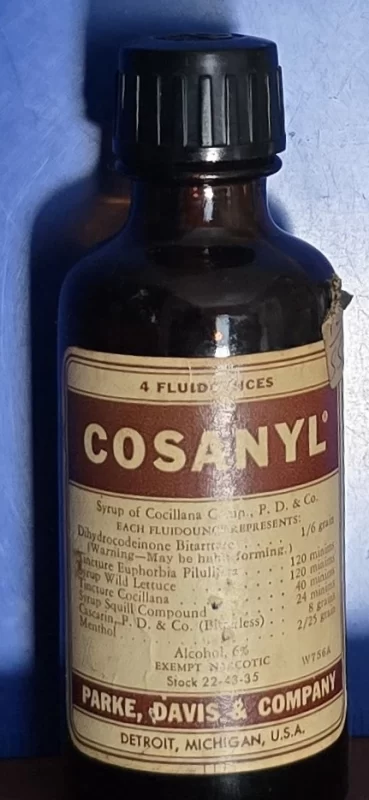 4 FLUIDOUNCES
COSANYL®
Syrup of Cocillana Comp., P. D. & Co.
EACH FLUIDOUNCE REPRESENTS:
Dihydrocodeinone Bitartrate . . . 1/6 grain
(Warning—May be habit forming.)
Tincture Euphorbia Pilulifera . . . 120 minims
Syrup Wild Lettuce . . . 120 minims
Tincture Cocillana . . . 40 minims
Syrup Squill Compound . . . 24 minims
Cascarin, P. D. & Co. (Bitterless) . . . 8 grains
Menthol . . . 2/25 grain
Alcohol, 6%
EXEMPT NARCOTIC W756A
Stock 22-43-35
PARKE, DAVIS & COMPANY
DETROIT, MICHIGAN, U.S.A.